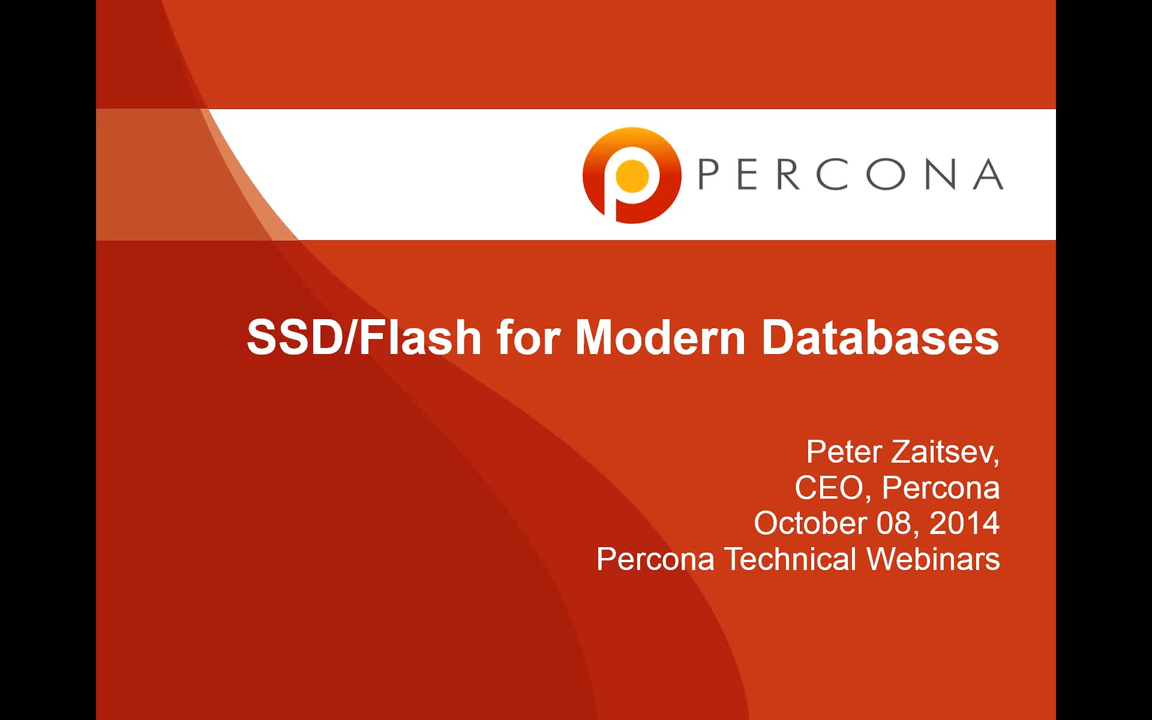 PERCONA
SSD/Flash for Modern Databases
Peter Zaitsev,
CEO, Percona
October 08, 2014
Percona Technical Webinars